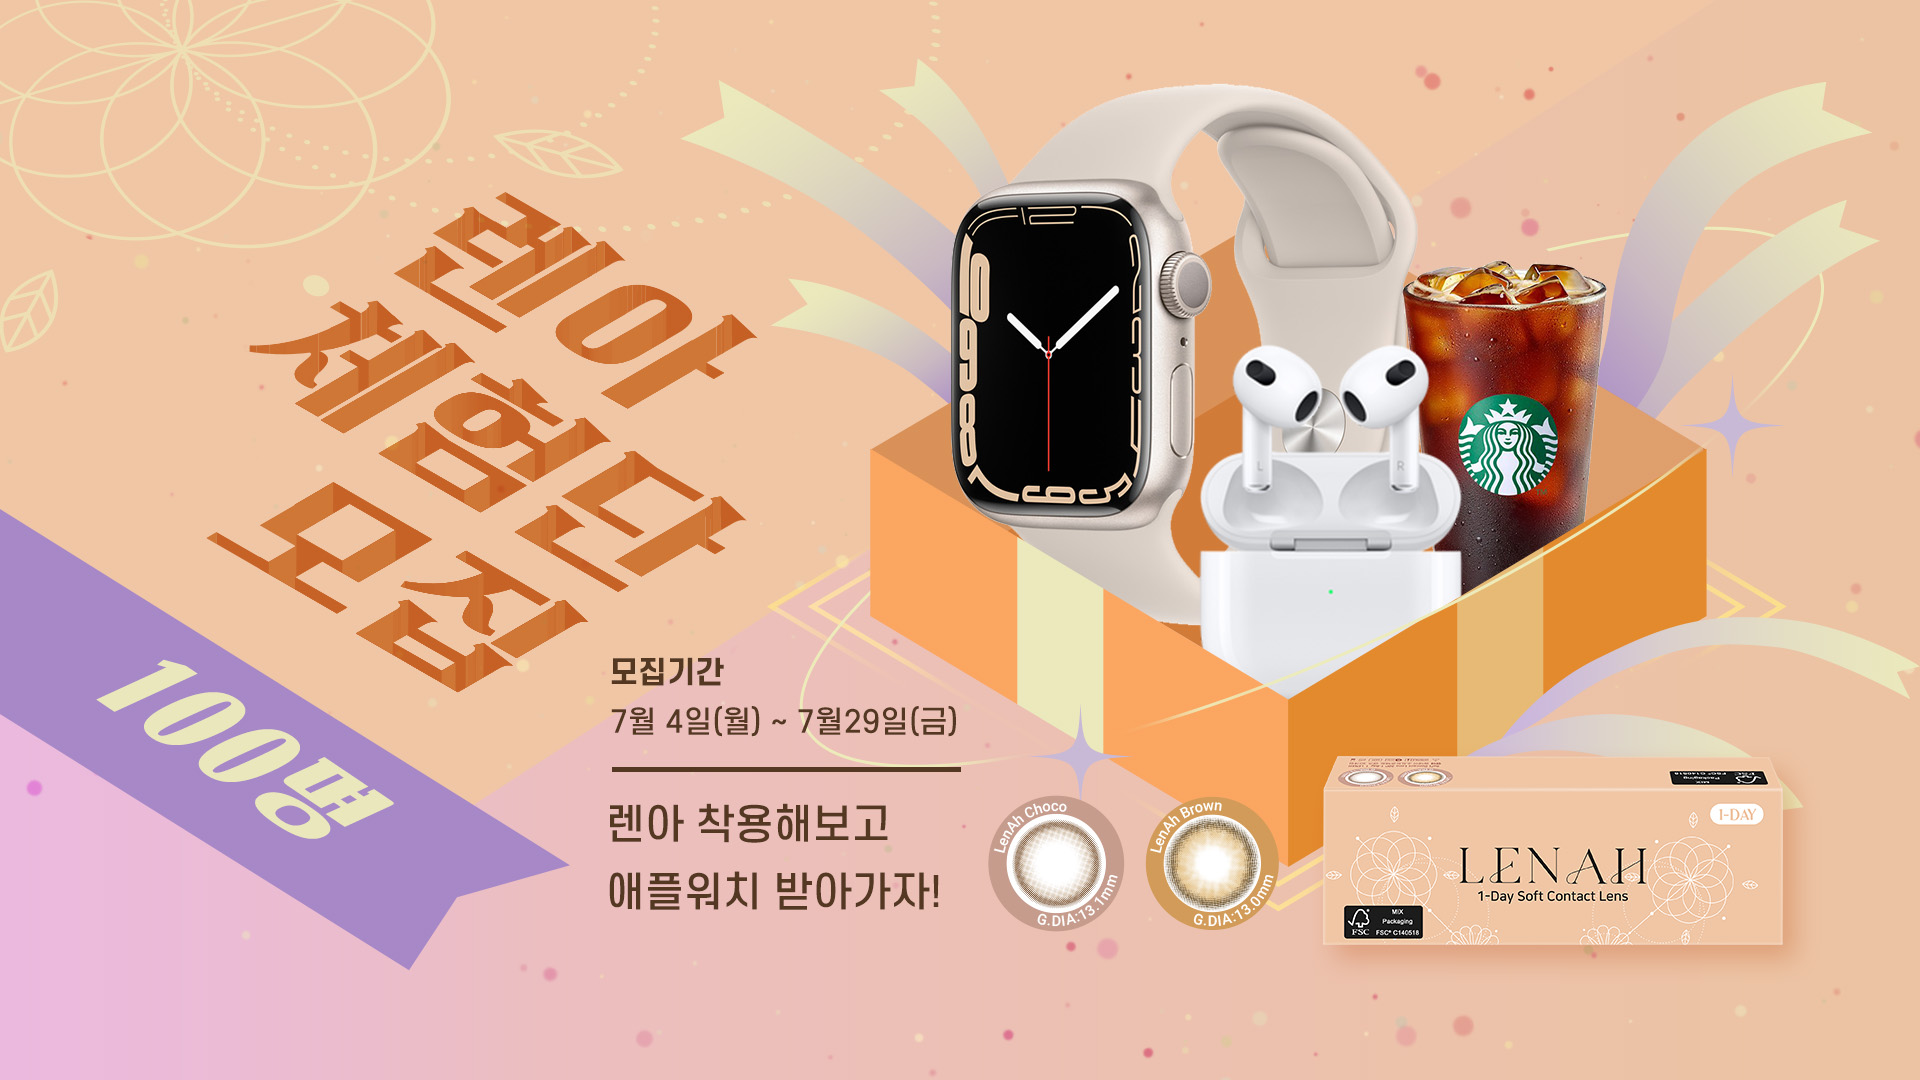 렌아
체험단
모집
100명
모집기간
7월 4일(월) ~ 7월29일(금)
렌아 착용해보고
애플워치 받아가자!
LenAh Choco
G.DIA:13.1mm
LenAh Brown
G.DIA:13.0mm
1-DAY
LENAH
1-Day Soft Contact Lens
FSC
MIX
Packaging
FSC® C140518
L
R